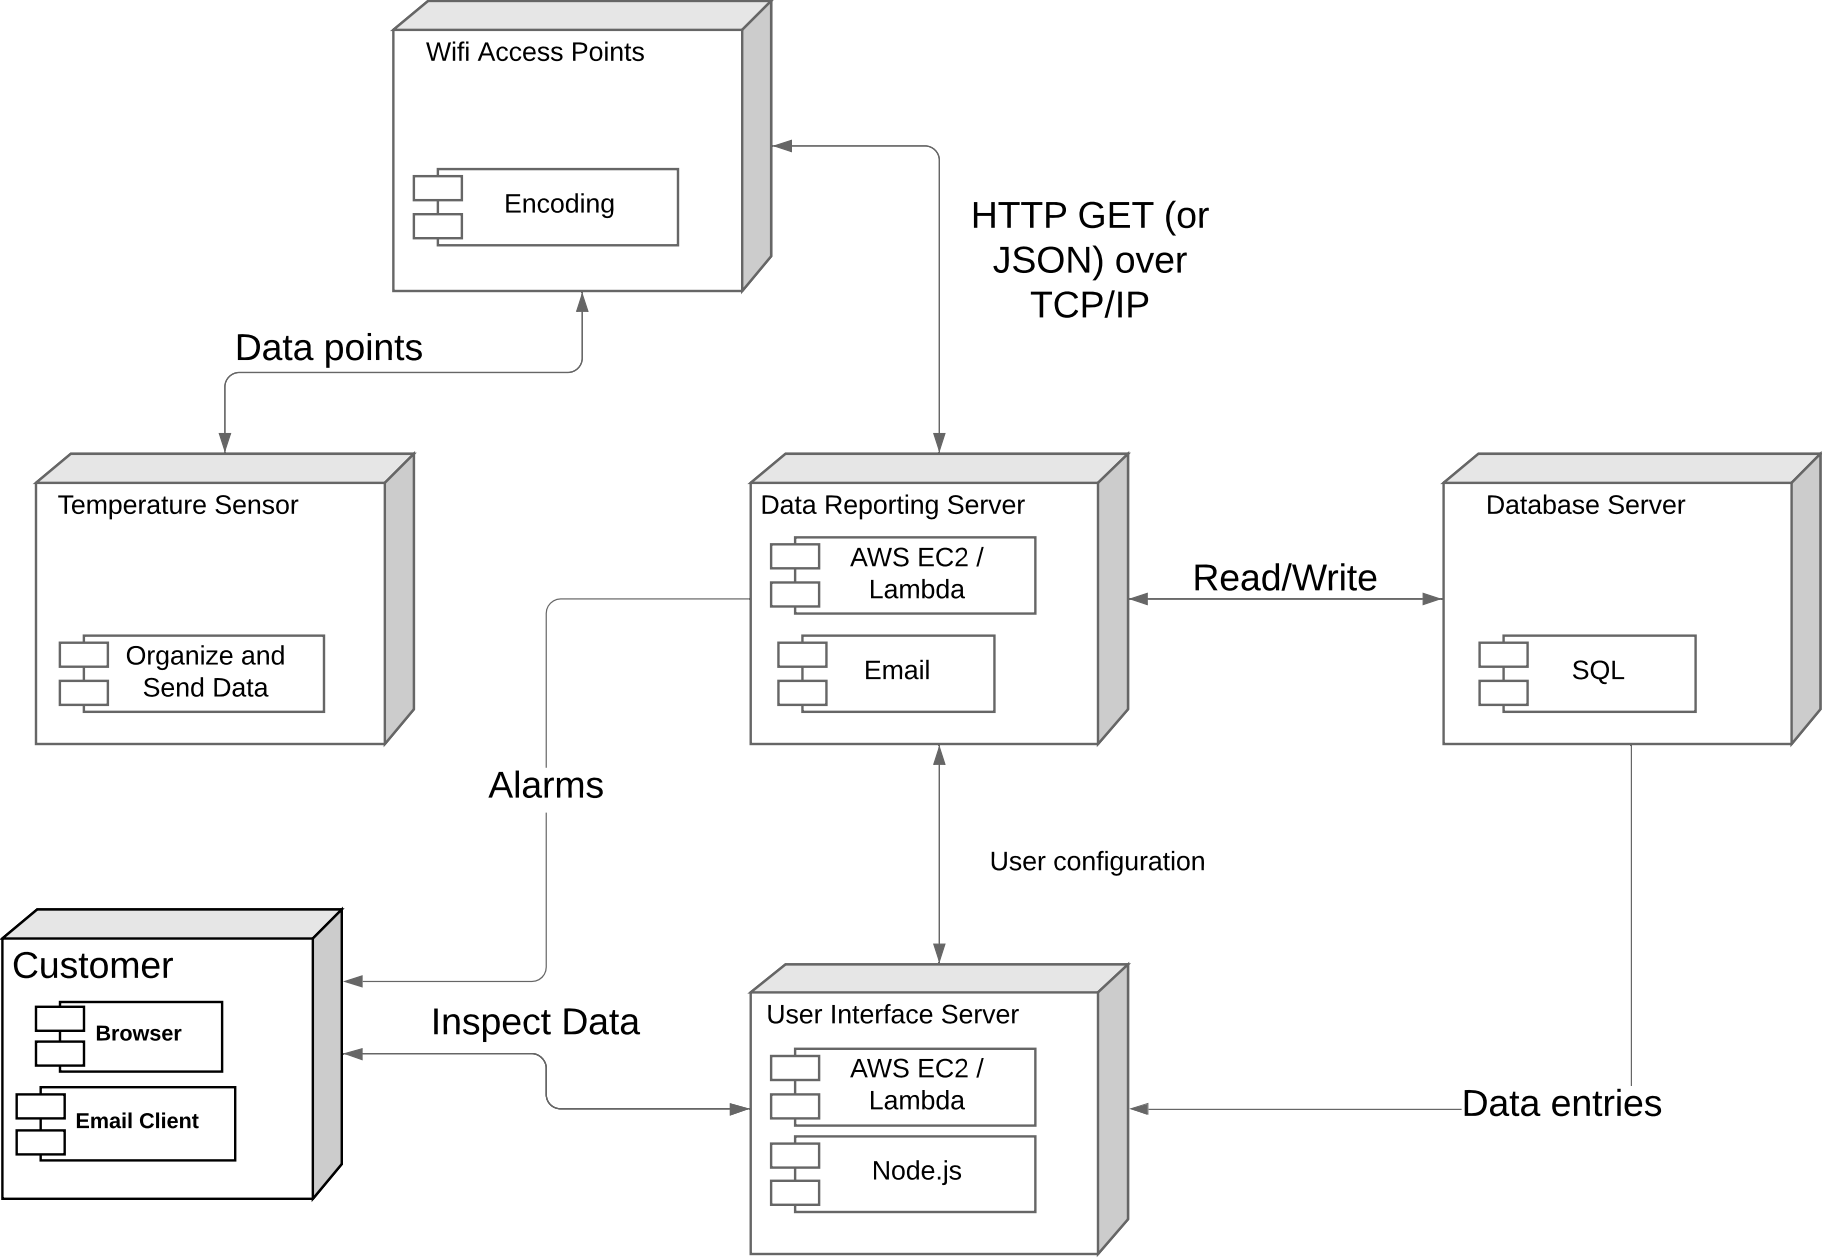 Wifi Access Points
Encoding
HTTP GET (or
JSON) over
TCP/IP
Data points
Temperature Sensor
Organize and
Send Data
Data Reporting Server
AWS EC2 /
Lambda
Email
Read/Write
Database Server
SQL
Alarms
User configuration
Customer
Browser
Email Client
Inspect Data
User Interface Server
AWS EC2 /
Lambda
Node.js
Data entries